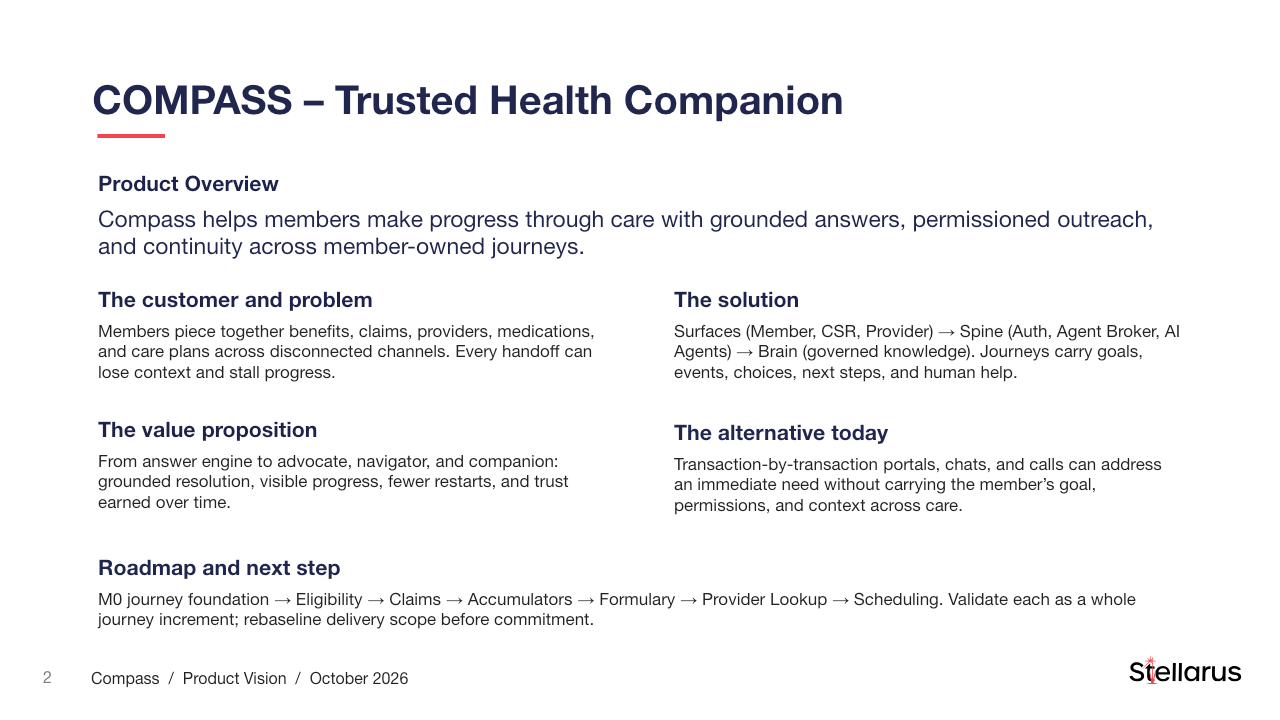 COMPASS – Trusted Health Companion
Product Overview
Compass helps members make progress through care with grounded answers, permissioned outreach,
and continuity across member-owned journeys.
The customer and problem
Members piece together benefits, claims, providers, medications,
and care plans across disconnected channels. Every handoff can
lose context and stall progress.
The solution
Surfaces (Member, CSR, Provider) → Spine (Auth, Agent Broker, AI
Agents) → Brain (governed knowledge). Journeys carry goals,
events, choices, next steps, and human help.
The value proposition
From answer engine to advocate, navigator, and companion:
grounded resolution, visible progress, fewer restarts, and trust
earned over time.
The alternative today
Transaction-by-transaction portals, chats, and calls can address
an immediate need without carrying the member’s goal,
permissions, and context across care.
Roadmap and next step
M0 journey foundation → Eligibility → Claims → Accumulators → Formulary → Provider Lookup → Scheduling. Validate each as a whole
journey increment; rebaseline delivery scope before commitment.
2
Compass / Product Vision / October 2026
Stellarus